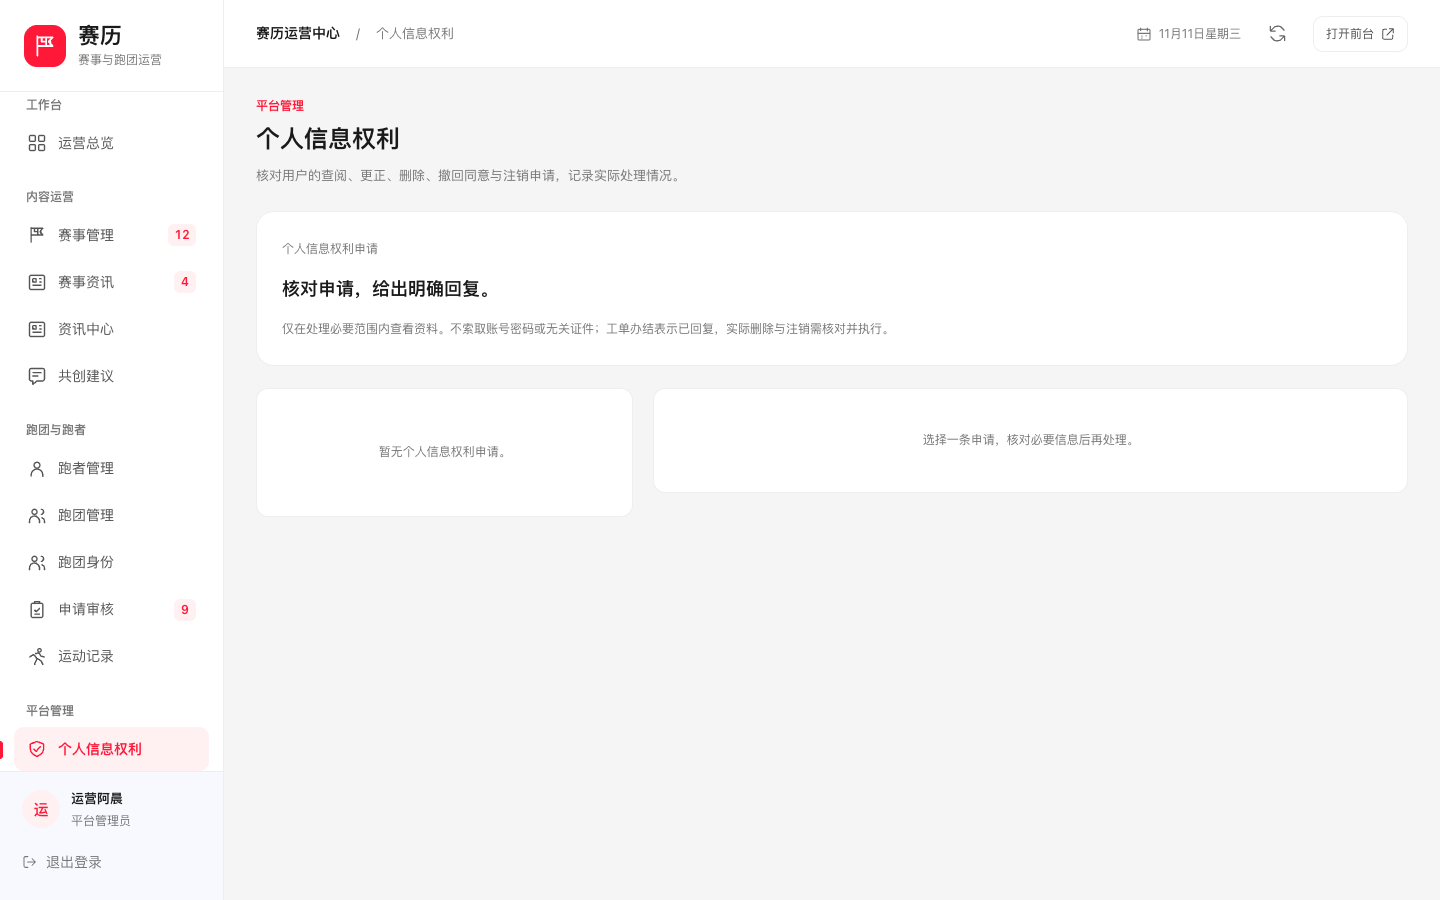 赛历
赛事与跑团运营
工作台
运营总览
内容运营
赛事管理 12
赛事资讯 4
资讯中心
共创建议
跑团与跑者
跑者管理
跑团管理
跑团身份
申请审核 9
运动记录
平台管理
个人信息权利
运 运营阿晨
平台管理员
退出登录
赛历运营中心 / 个人信息权利
11月11日星期三
打开前台
平台管理
个人信息权利
核对用户的查阅、更正、删除、撤回同意与注销申请，记录实际处理情况。
个人信息权利申请
核对申请，给出明确回复。
仅在处理必要范围内查看资料。不索取账号密码或无关证件；工单办结表示已回复，实际删除与注销需核对并执行。
暂无个人信息权利申请。
选择一条申请，核对必要信息后再处理。